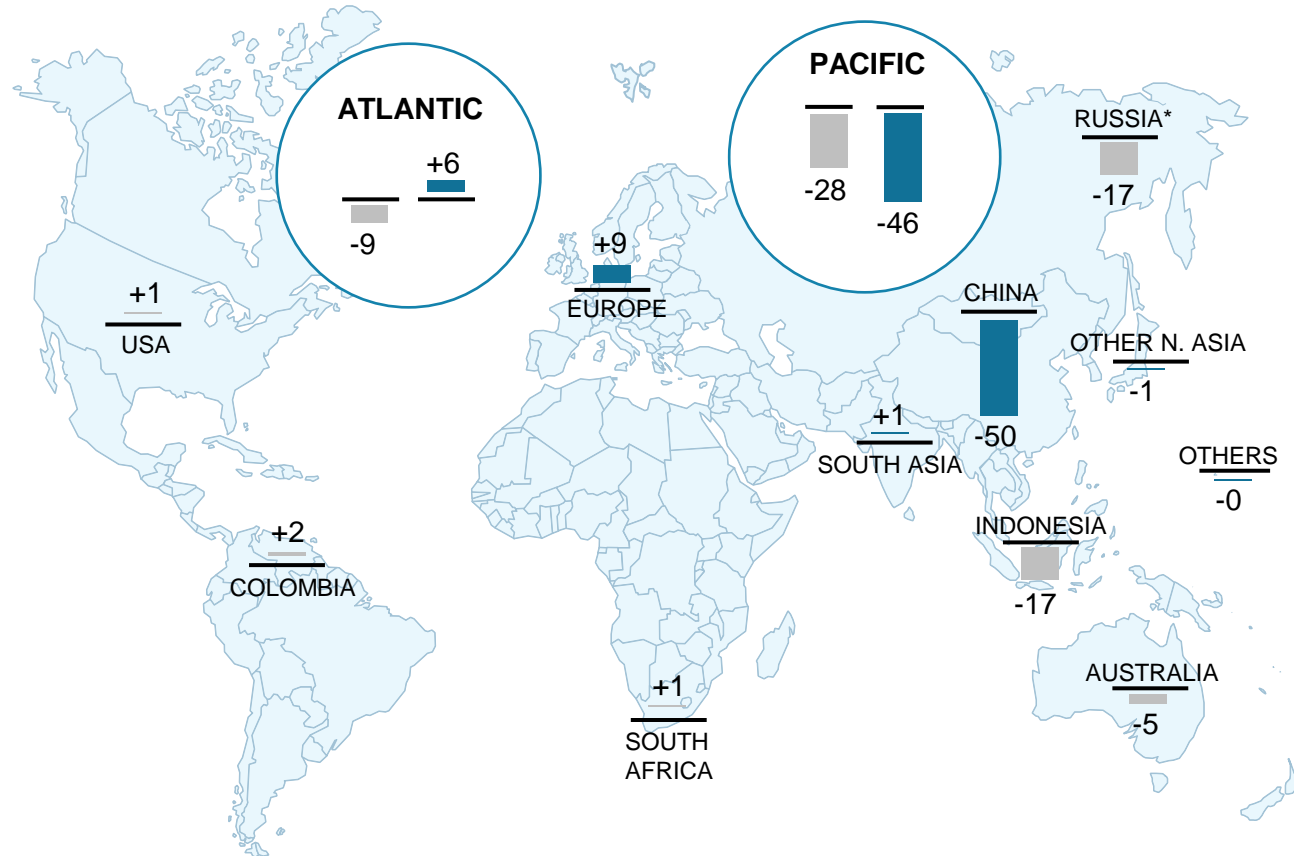 ATLANTIC
+6
-9
PACIFIC
-28
-46
RUSSIA*
-17
+1
USA
+9
EUROPE
CHINA
-50
OTHER N. ASIA
-1
+1
SOUTH ASIA
OTHERS
-0
+2
COLOMBIA
INDONESIA
-17
+1
SOUTH
AFRICA
AUSTRALIA
-5